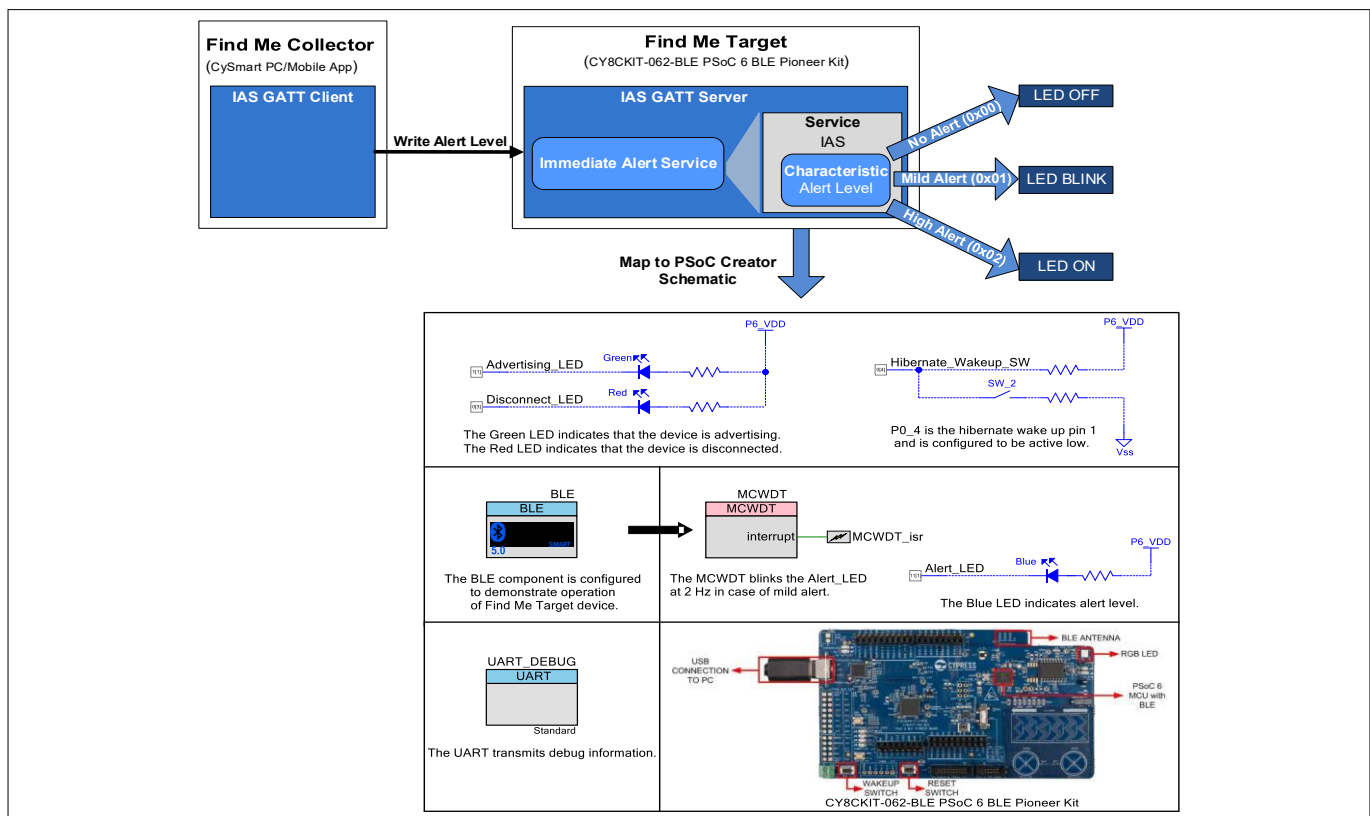 Find Me Collector
(CySmart PC/Mobile App)
IAS GATT Client
Write Alert Level
Find Me Target
(CY8CKIT-062-BLE PSoC 6 BLE Pioneer Kit)
IAS GATT Server
Immediate Alert Service
Service
IAS
Characteristic
Alert Level
No Alert (0x00)
Mild Alert (0x01)
High Alert (0x02)
LED OFF
LED BLINK
LED ON
Map to PSoC Creator
Schematic
P6_VDD
Green
1[1] Advertising_LED
Red
0[3] Disconnect_LED
The Green LED indicates that the device is advertising.
The Red LED indicates that the device is disconnected.
P6_VDD
0[4] Hibernate_Wakeup_SW
SW_2
P0_4 is the hibernate wake up pin 1
and is configured to be active low.
Vss
BLE
BLE
5.0
SMART
The BLE component is configured
to demonstrate operation
of Find Me Target device.
MCWDT
MCWDT
interrupt
MCWDT_isr
The MCWDT blinks the Alert_LED
at 2 Hz in case of mild alert.
P6_VDD
Blue
11[1] Alert_LED
The Blue LED indicates alert level.
UART_DEBUG
UART
Standard
The UART transmits debug information.
USB
CONNECTION
TO PC
CYPRESS
BLE ANTENNA
RGB LED
PSoC 6
MCU with
BLE
WAKEUP
SWITCH
RESET
SWITCH
CY8CKIT-062-BLE PSoC 6 BLE Pioneer Kit